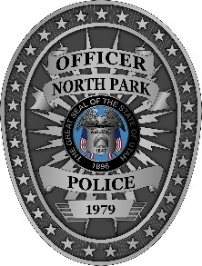 OFFICER
NORTH PARK
THE GREAT SEAL OF THE STATE OF UTAH
1896
POLICE
1979